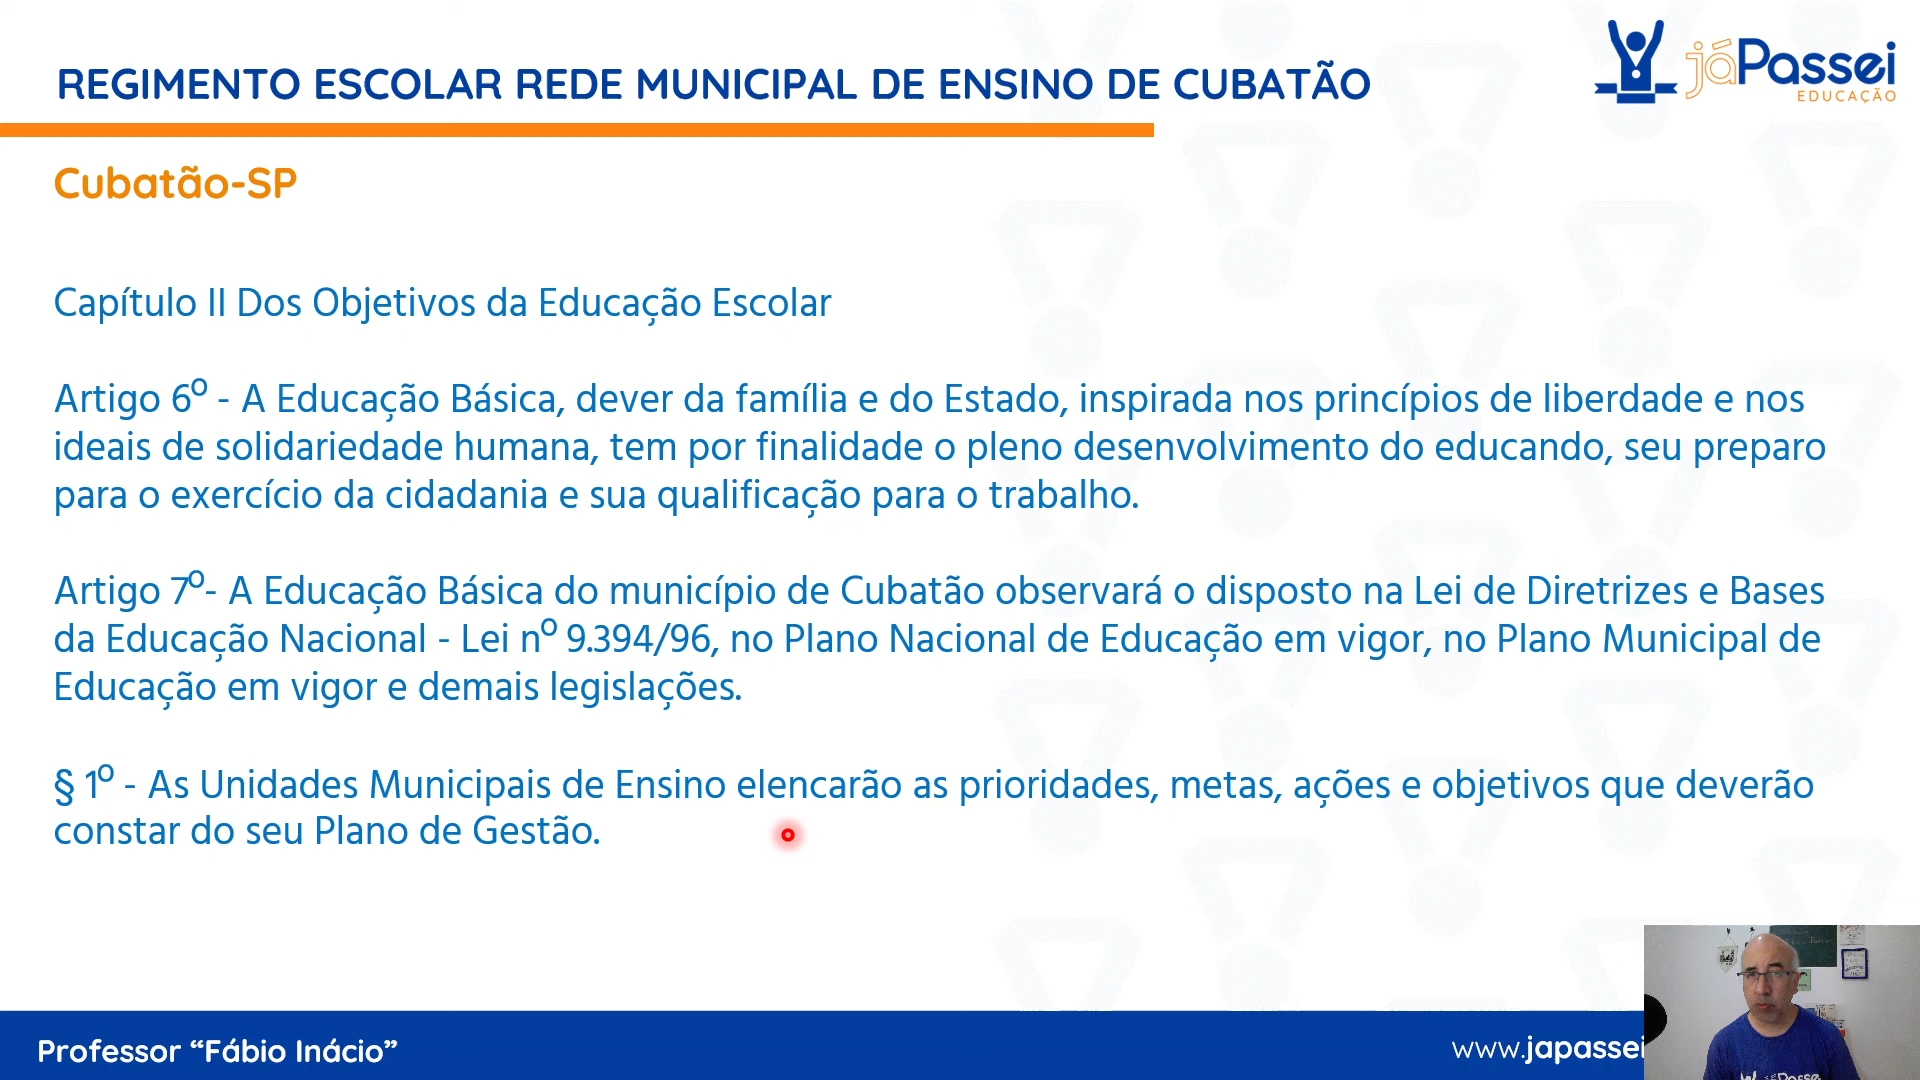 REGIMENTO ESCOLAR REDE MUNICIPAL DE ENSINO DE CUBATÃO
jáPassei
EDUCAÇÃO
Cubatão-SP
Capítulo II Dos Objetivos da Educação Escolar
Artigo 6º - A Educação Básica, dever da família e do Estado, inspirada nos princípios de liberdade e nos
ideais de solidariedade humana, tem por finalidade o pleno desenvolvimento do educando, seu preparo
para o exercício da cidadania e sua qualificação para o trabalho.
Artigo 7º- A Educação Básica do município de Cubatão observará o disposto na Lei de Diretrizes e Bases
da Educação Nacional - Lei nº 9.394/96, no Plano Nacional de Educação em vigor, no Plano Municipal de
Educação em vigor e demais legislações.
§ 1º - As Unidades Municipais de Ensino elencarão as prioridades, metas, ações e objetivos que deverão
constar do seu Plano de Gestão.
Professor “Fábio Inácio”
www.japassei